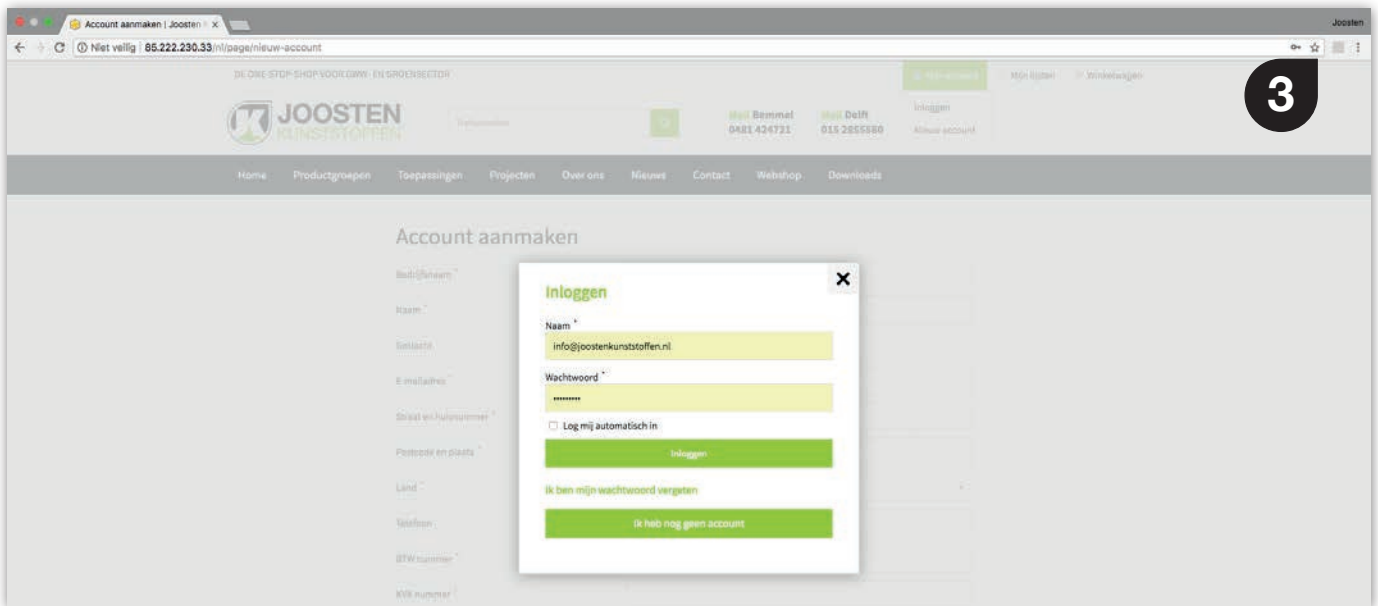 Account aanmaken | Joosten
Joosten
Niet veilig | 85.222.230.33/nl/page/nieuw-account
DE ONE-STOP-SHOP VOOR GWW- EN GROENSECTOR
Mijn account
Mijn lijsten
Winkelwagen
3
JOOSTEN
KUNSTSTOFFEN
Bemmel
0481 424721
Delft
015 2855580
Inloggen
Nieuw account
Home Productgroepen Toepassingen Projecten Over ons Nieuws Contact Webshop Downloads
Account aanmaken
Bedrijfsnaam *
Naam *
E-mailadres *
Straat en huisnummer *
Postcode en plaats *
Land *
Telefoon
BTW nummer *
KVK nummer *
Inloggen
Naam *
info@joostenkunststoffen.nl
Wachtwoord *
•••••••••
Log mij automatisch in
Inloggen
Ik ben mijn wachtwoord vergeten
Ik heb nog geen account